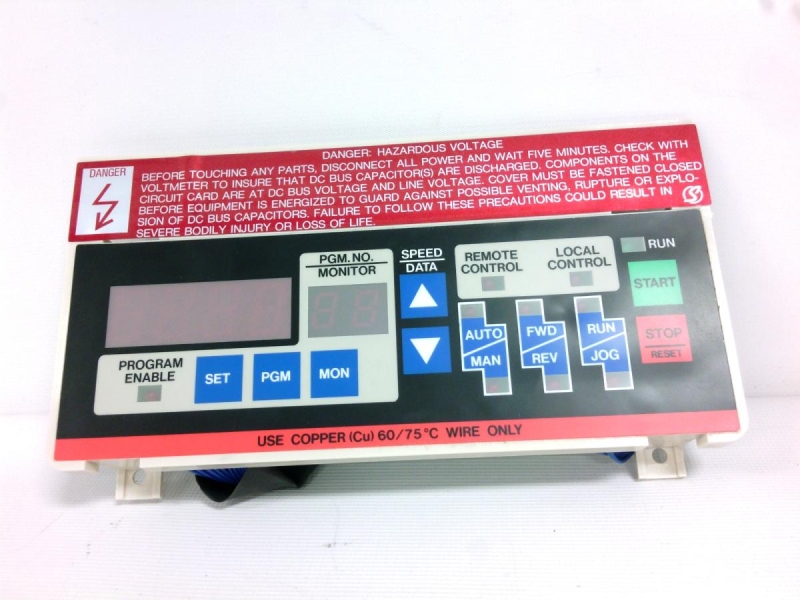 DANGER: HAZARDOUS VOLTAGE
DANGER
BEFORE TOUCHING ANY PARTS, DISCONNECT ALL POWER AND WAIT FIVE MINUTES. CHECK WITH
VOLTMETER TO INSURE THAT DC BUS CAPACITOR(S) ARE DISCHARGED. COMPONENTS ON THE
CIRCUIT CARD ARE AT DC BUS VOLTAGE AND LINE VOLTAGE. COVER MUST BE FASTENED CLOSED
BEFORE EQUIPMENT IS ENERGIZED TO GUARD AGAINST POSSIBLE VENTING, RUPTURE OR EXPLO-
SION OF DC BUS CAPACITORS. FAILURE TO FOLLOW THESE PRECAUTIONS COULD RESULT IN
SEVERE BODILY INJURY OR LOSS OF LIFE.
PGM. NO.
MONITOR
SPEED
DATA
REMOTE
CONTROL
LOCAL
CONTROL
RUN
START
STOP
RESET
AUTO
MAN
FWD
REV
RUN
JOG
PROGRAM
ENABLE
SET
PGM
MON
USE COPPER (Cu) 60/75°C WIRE ONLY